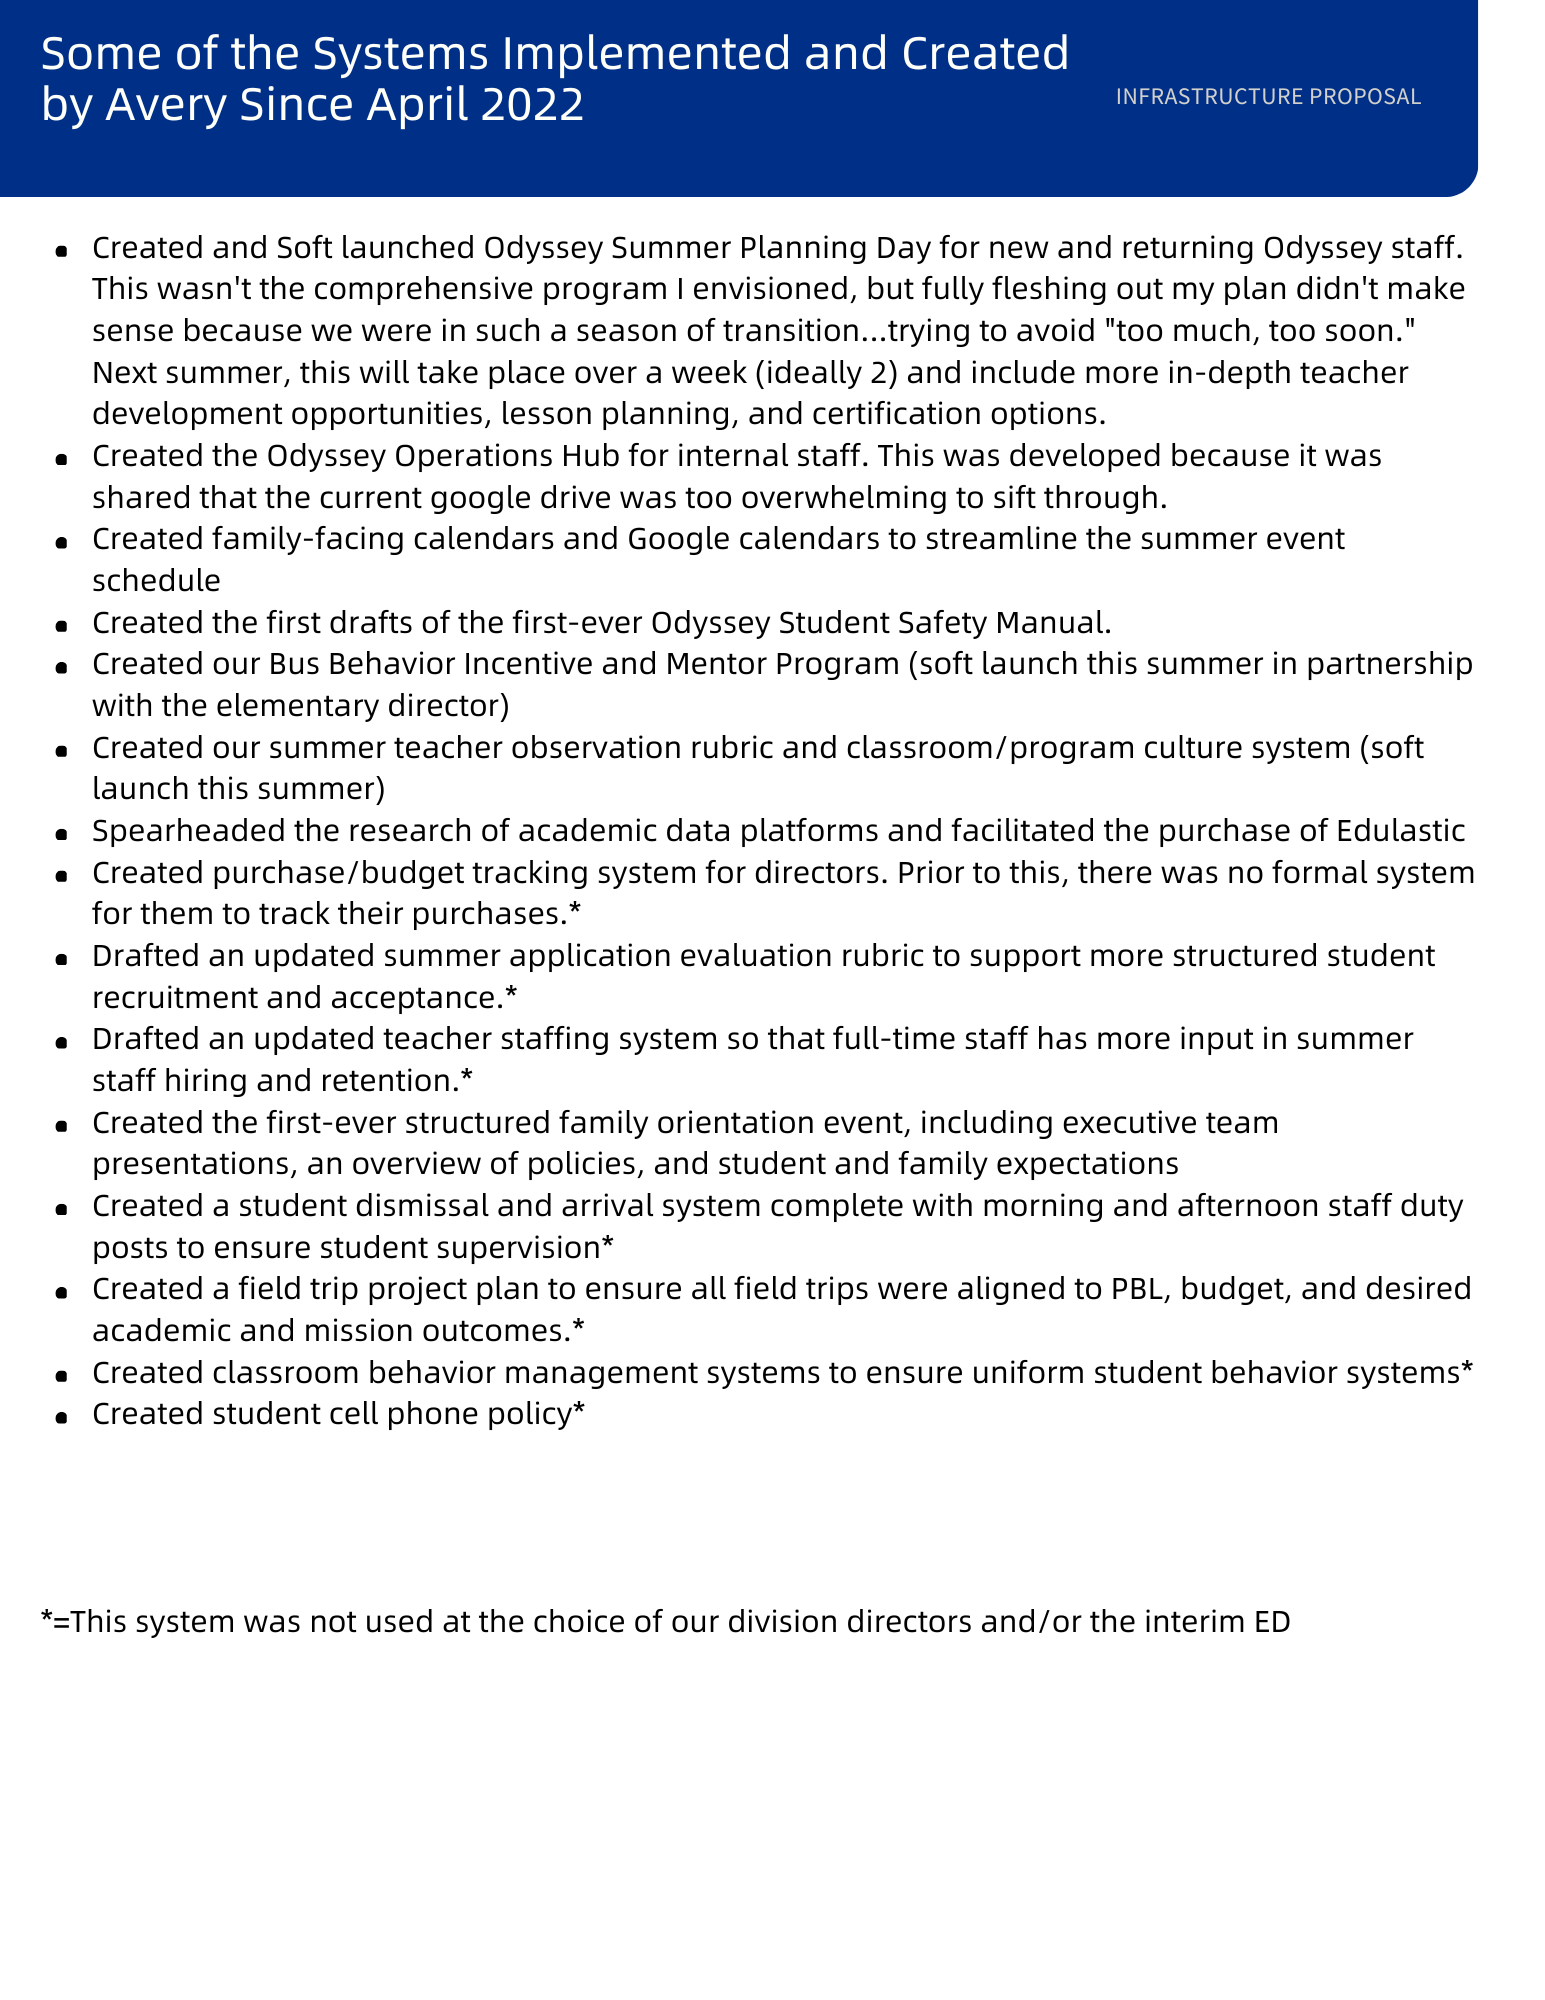 Some of the Systems Implemented and Created
by Avery Since April 2022
INFRASTRUCTURE PROPOSAL
• Created and Soft launched Odyssey Summer Planning Day for new and returning Odyssey staff.
This wasn't the comprehensive program I envisioned, but fully fleshing out my plan didn't make
sense because we were in such a season of transition...trying to avoid "too much, too soon."
Next summer, this will take place over a week (ideally 2) and include more in-depth teacher
development opportunities, lesson planning, and certification options.
• Created the Odyssey Operations Hub for internal staff. This was developed because it was
shared that the current google drive was too overwhelming to sift through.
• Created family-facing calendars and Google calendars to streamline the summer event
schedule
• Created the first drafts of the first-ever Odyssey Student Safety Manual.
• Created our Bus Behavior Incentive and Mentor Program (soft launch this summer in partnership
with the elementary director)
• Created our summer teacher observation rubric and classroom/program culture system (soft
launch this summer)
• Spearheaded the research of academic data platforms and facilitated the purchase of Edulastic
• Created purchase/budget tracking system for directors. Prior to this, there was no formal system
for them to track their purchases.*
• Drafted an updated summer application evaluation rubric to support more structured student
recruitment and acceptance.*
• Drafted an updated teacher staffing system so that full-time staff has more input in summer
staff hiring and retention.*
• Created the first-ever structured family orientation event, including executive team
presentations, an overview of policies, and student and family expectations
• Created a student dismissal and arrival system complete with morning and afternoon staff duty
posts to ensure student supervision*
• Created a field trip project plan to ensure all field trips were aligned to PBL, budget, and desired
academic and mission outcomes.*
• Created classroom behavior management systems to ensure uniform student behavior systems*
• Created student cell phone policy*
*=This system was not used at the choice of our division directors and/or the interim ED